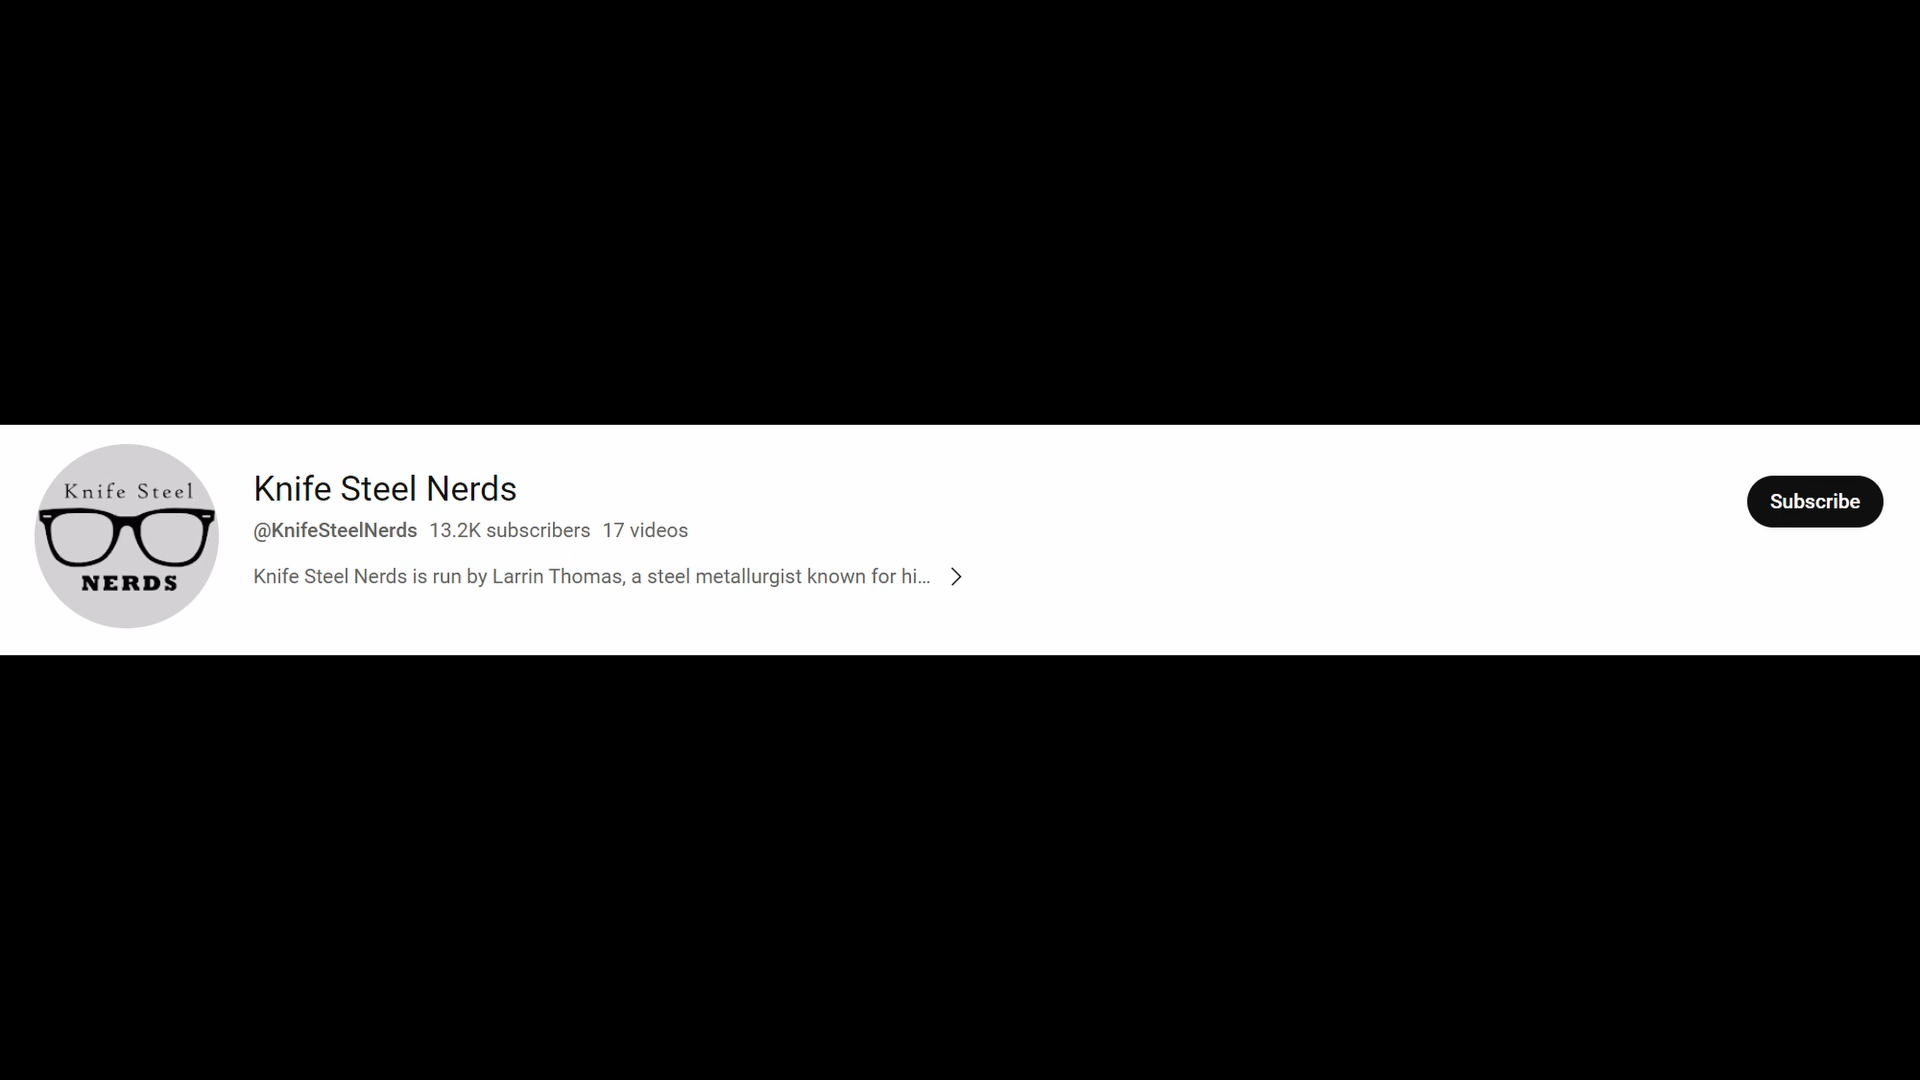 Knife Steel
NERDS
Knife Steel Nerds
@KnifeSteelNerds 13.2K subscribers 17 videos
Knife Steel Nerds is run by Larrin Thomas, a steel metallurgist known for hi...
Subscribe